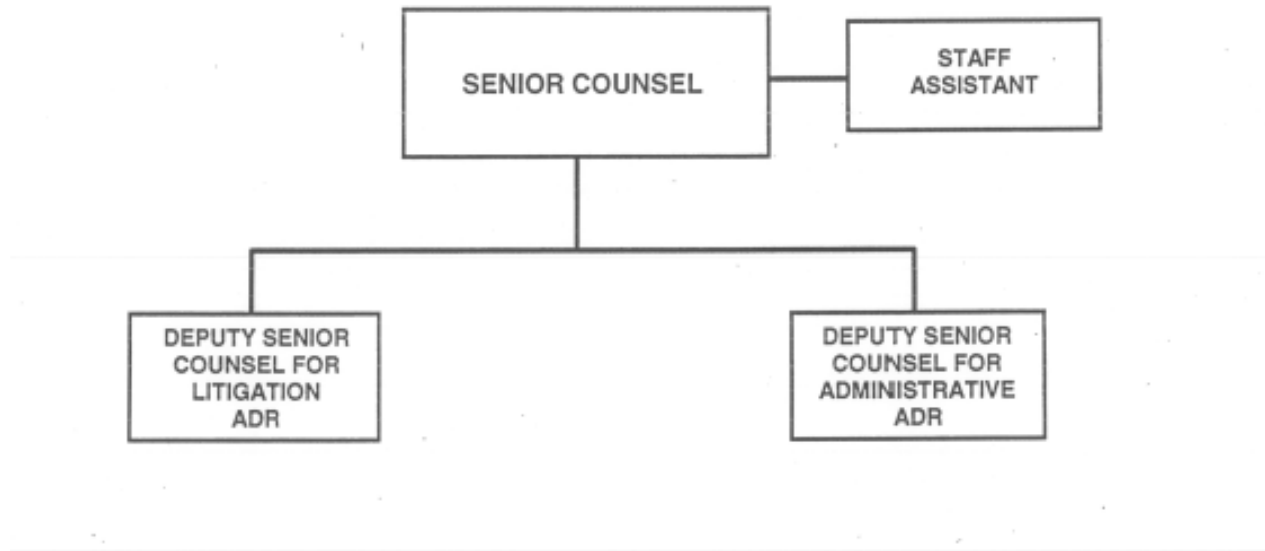 SENIOR COUNSEL
STAFF
ASSISTANT
DEPUTY SENIOR
COUNSEL FOR
LITIGATION
ADR
DEPUTY SENIOR
COUNSEL FOR
ADMINISTRATIVE
ADR